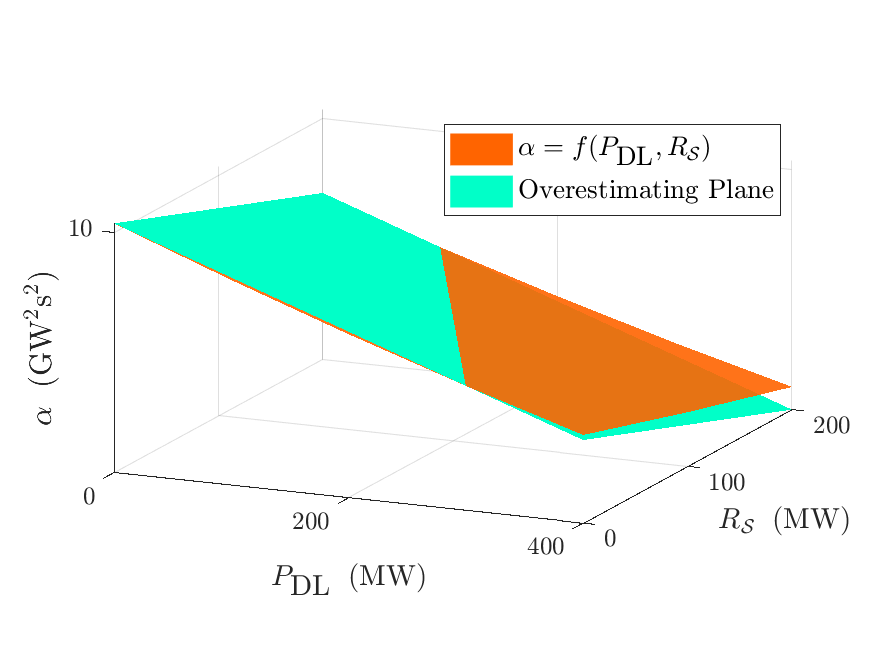 α = f(P_DL, R_S)
Overestimating Plane
10
α (GW²s²)
0
200
400
P_DL (MW)
0
100
200
R_S (MW)